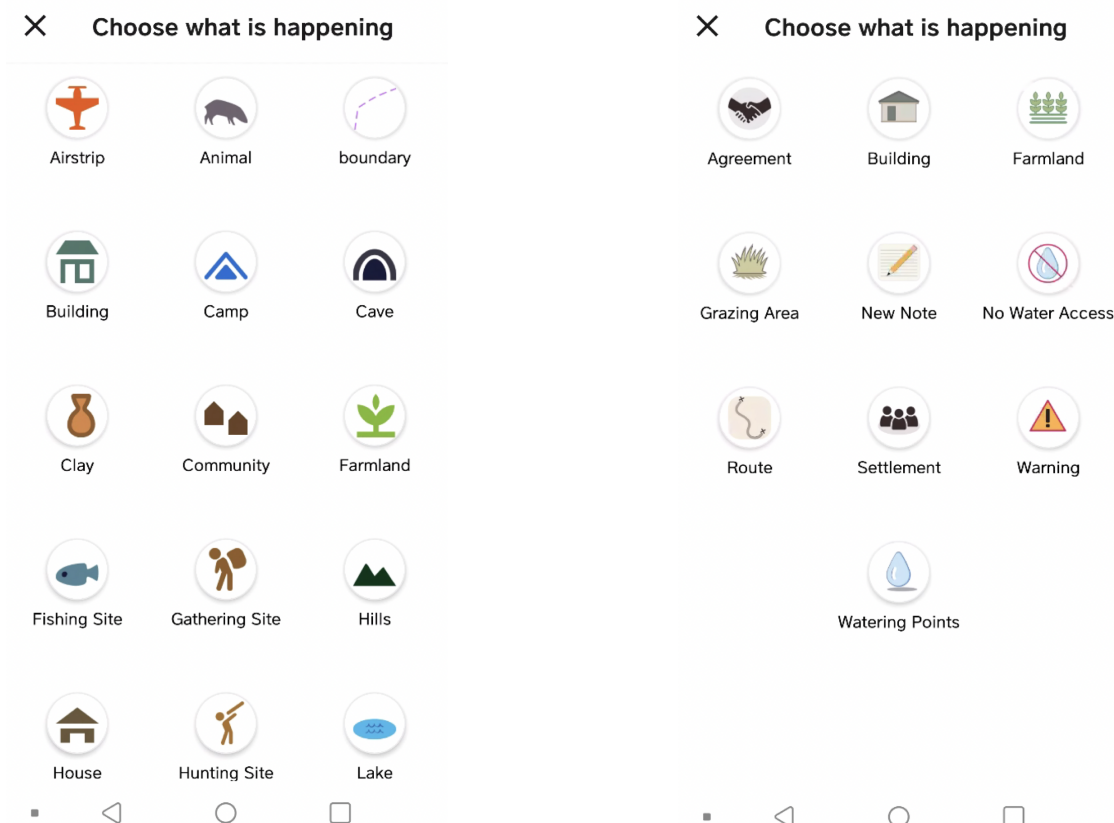 Choose what is happening
Airstrip
Animal
boundary
Building
Camp
Cave
Clay
Community
Farmland
Fishing Site
Gathering Site
Hills
House
Hunting Site
Lake
Choose what is happening
Agreement
Building
Farmland
Grazing Area
New Note
No Water Access
Route
Settlement
Warning
Watering Points